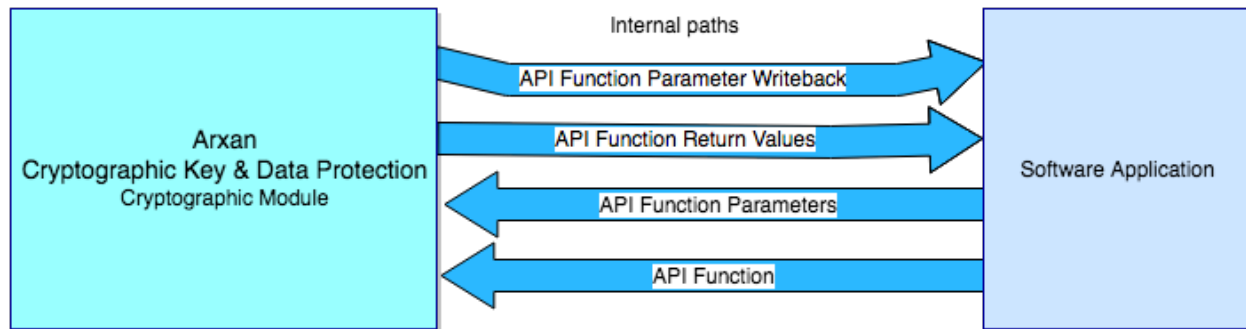 Internal paths
API Function Parameter Writeback
Arxan
Cryptographic Key & Data Protection
Cryptographic Module
API Function Return Values
API Function Parameters
API Function
Software Application